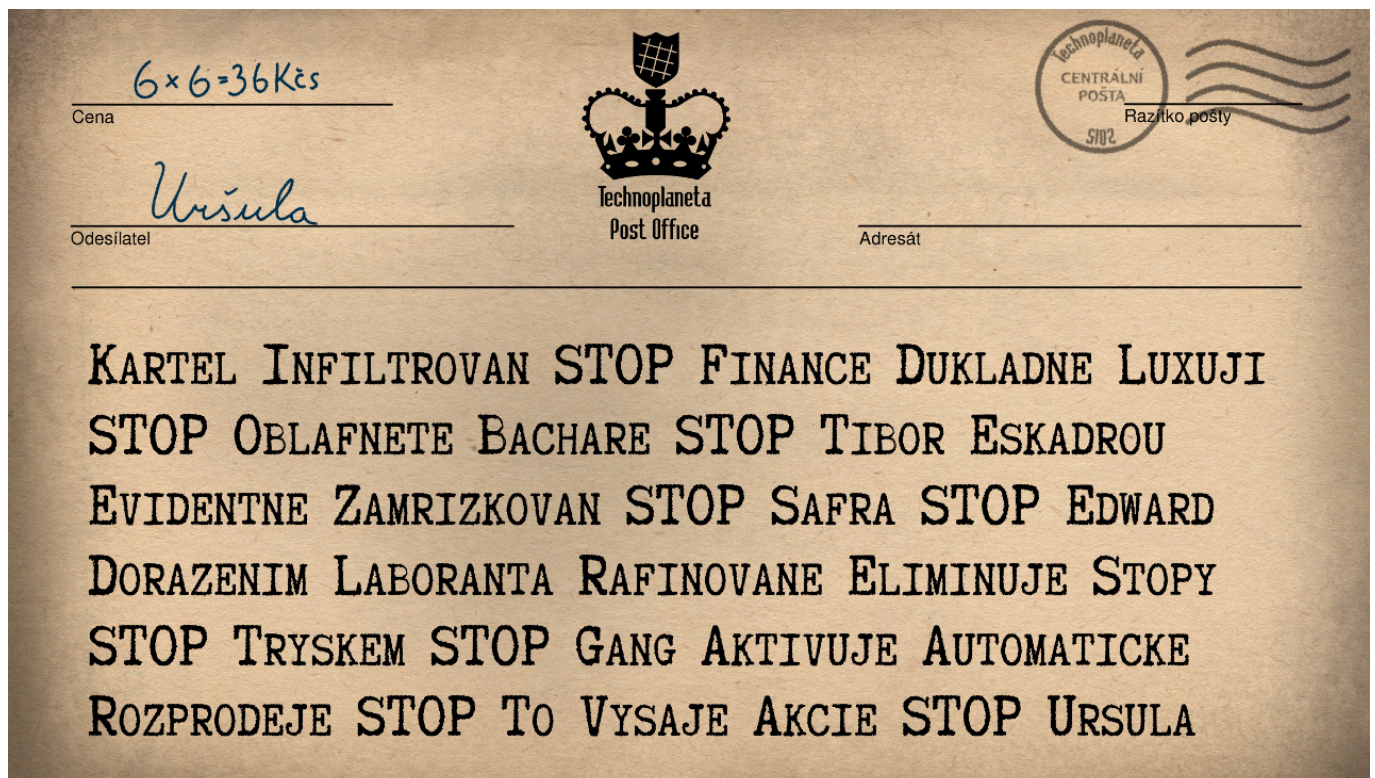 6×6=36Kčs
Cena
Technoplaneta
CENTRÁLNÍ
POŠTA
2015
Razítko pošty
Uršula
Odesílatel
Technoplaneta
Post Office
Adresát
KARTEL INFILTROVAN STOP FINANCE DUKLADNE LUXUJI
STOP OBLAFNETE BACHARE STOP TIBOR ESKADROU
EVIDENTNE ZAMRIZKOVAN STOP SAFRA STOP EDWARD
DORAZENIM LABORANTA RAFINOVANE ELIMINUJE STOPY
STOP TRYSKEM STOP GANG AKTIVUJE AUTOMATICKE
ROZPRODEJE STOP TO VYSAJE AKCIE STOP URSULA